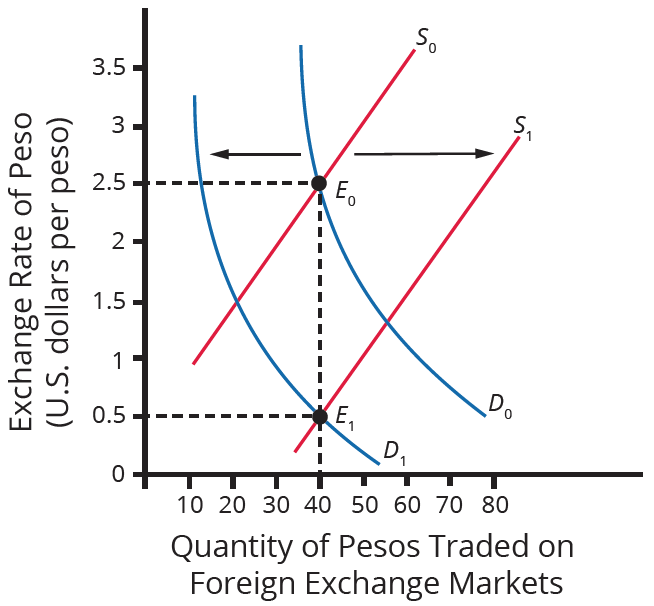 S0
3.5
S1
3
2.5
E0
2
1.5
1
D0
0.5
E1
D1
0
10 20 30 40 50 60 70 80
Exchange Rate of Peso
(U.S. dollars per peso)
Quantity of Pesos Traded on
Foreign Exchange Markets